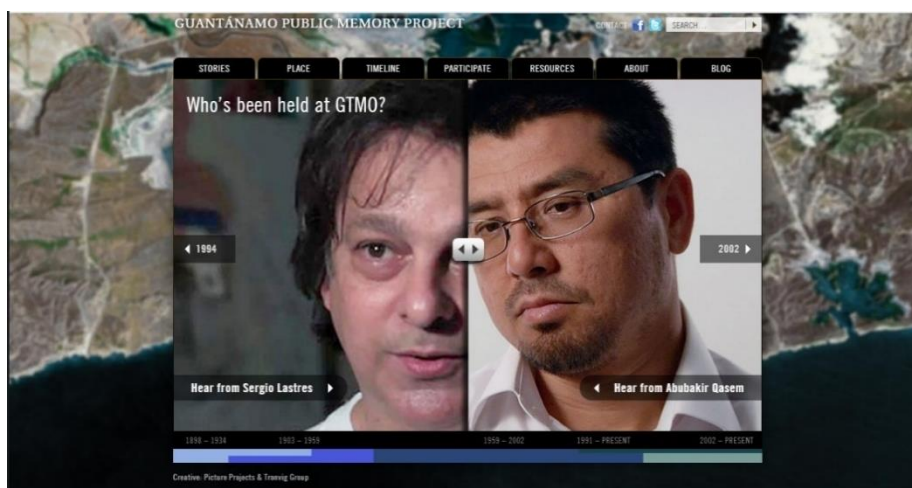 GUANTÁNAMO PUBLIC MEMORY PROJECT
CONTACT
SEARCH
STORIES PLACE TIMELINE PARTICIPATE RESOURCES ABOUT BLOG
Who's been held at GTMO?
1994
2002
Hear from Sergio Lastres
Hear from Abubakir Qasem
1898 – 1934 1903 – 1959 1959 – 2002 1991 – PRESENT 2002 – PRESENT
Creative: Picture Projects & Tronvig Group